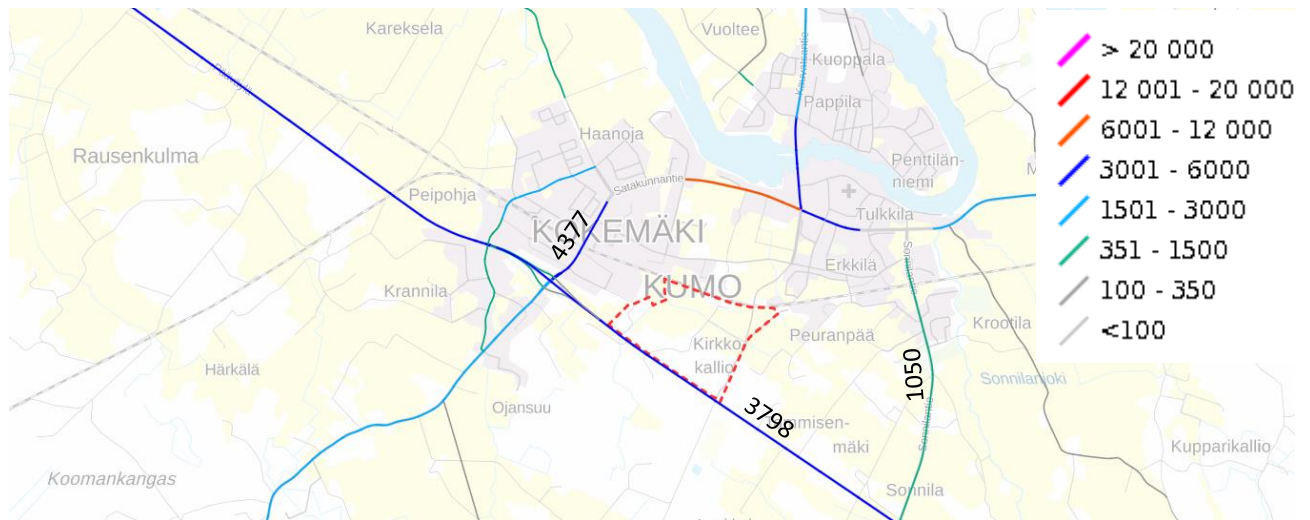 Kareksela
Vuoltee
Kuoppala
Pappila
Haanoja
Rausenkulma
Peipohja
Satakunnantie
Penttilän-
niemi
Tulkkila
KOKEMÄKI
4377
KUMO
Erkkilä
Krannila
Kirkko
kallio
Peuranpää
Krootila
Härkälä
1050
Sonnilanjoki
Ojansuu
3798
mmisen-
mäki
Kupparikallio
Koomankangas
Sonnila
> 20 000
12 001 - 20 000
6001 - 12 000
3001 - 6000
1501 - 3000
351 - 1500
100 - 350
<100